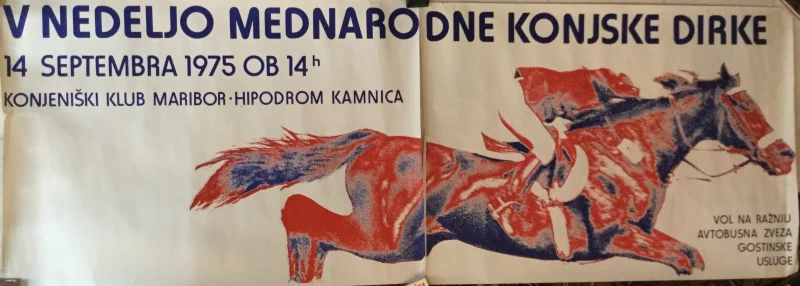 V NEDELJO MEDNARODNE KONJSKE DIRKE
14 SEPTEMBRA 1975 OB 14ʰ
KONJENIŠKI KLUB MARIBOR · HIPODROM KAMNICA
VOL NA RAŽNJU
AVTOBUSNA ZVEZA
GOSTINSKE
USLUGE